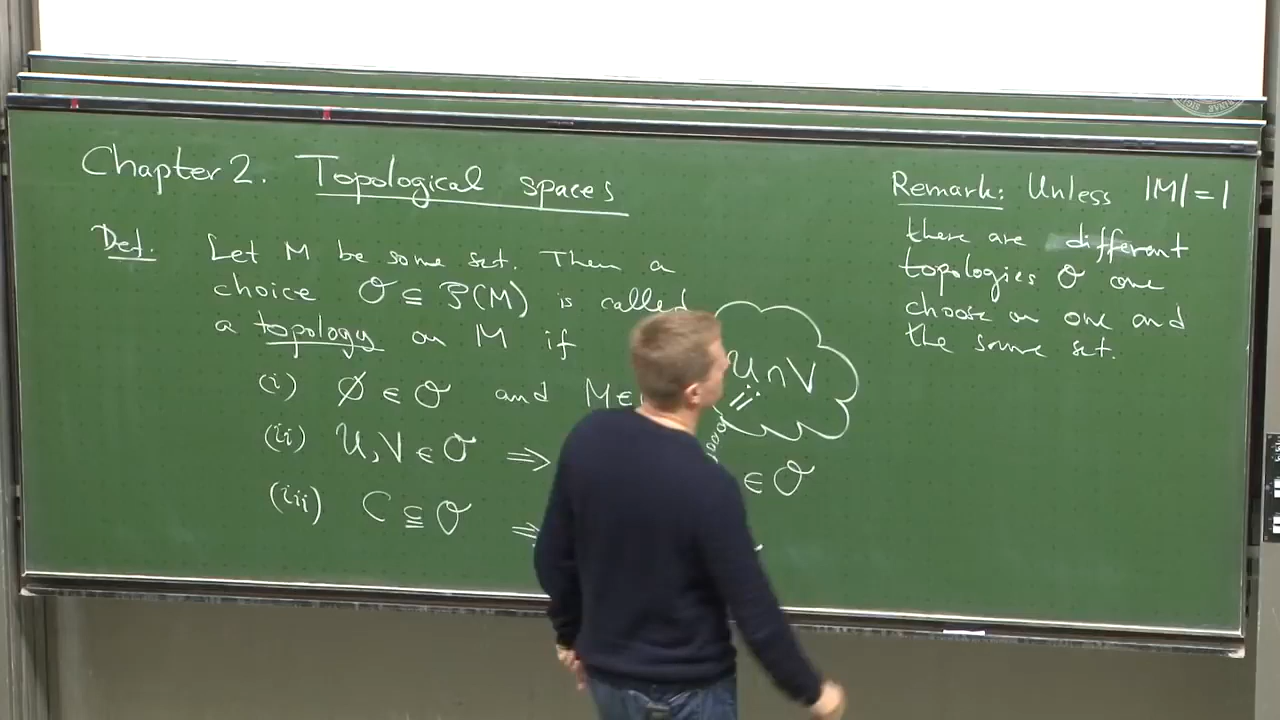 Chapter 2. Topological spaces
Def. Let M be some set. Then a
choice 𝒪 ⊆ 𝒫(M) is called
a topology on M if
(i) ∅ ∈ 𝒪 and M ∈
(ii) U, V ∈ 𝒪 ⇒
(iii) C ⊆ 𝒪 ⇒
U ∩ V
=
∈ 𝒪
Remark: Unless |M| = 1
there are different
topologies 𝒪 one
choose on one and
the same set.